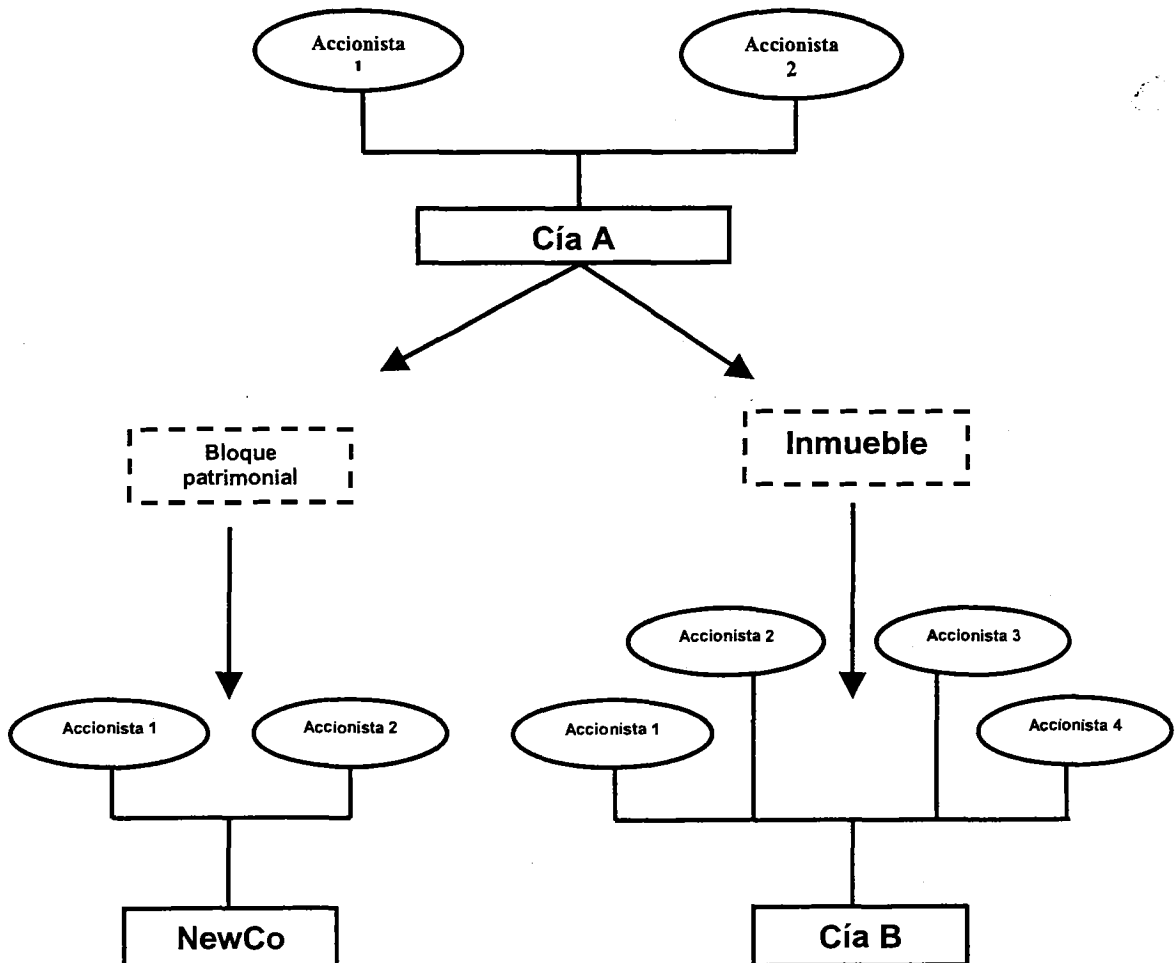 Accionista
1
Accionista
2
Cía A
Bloque
patrimonial
Inmueble
Accionista 2
Accionista 3
Accionista 1
Accionista 2
Accionista 1
Accionista 4
NewCo
Cía B